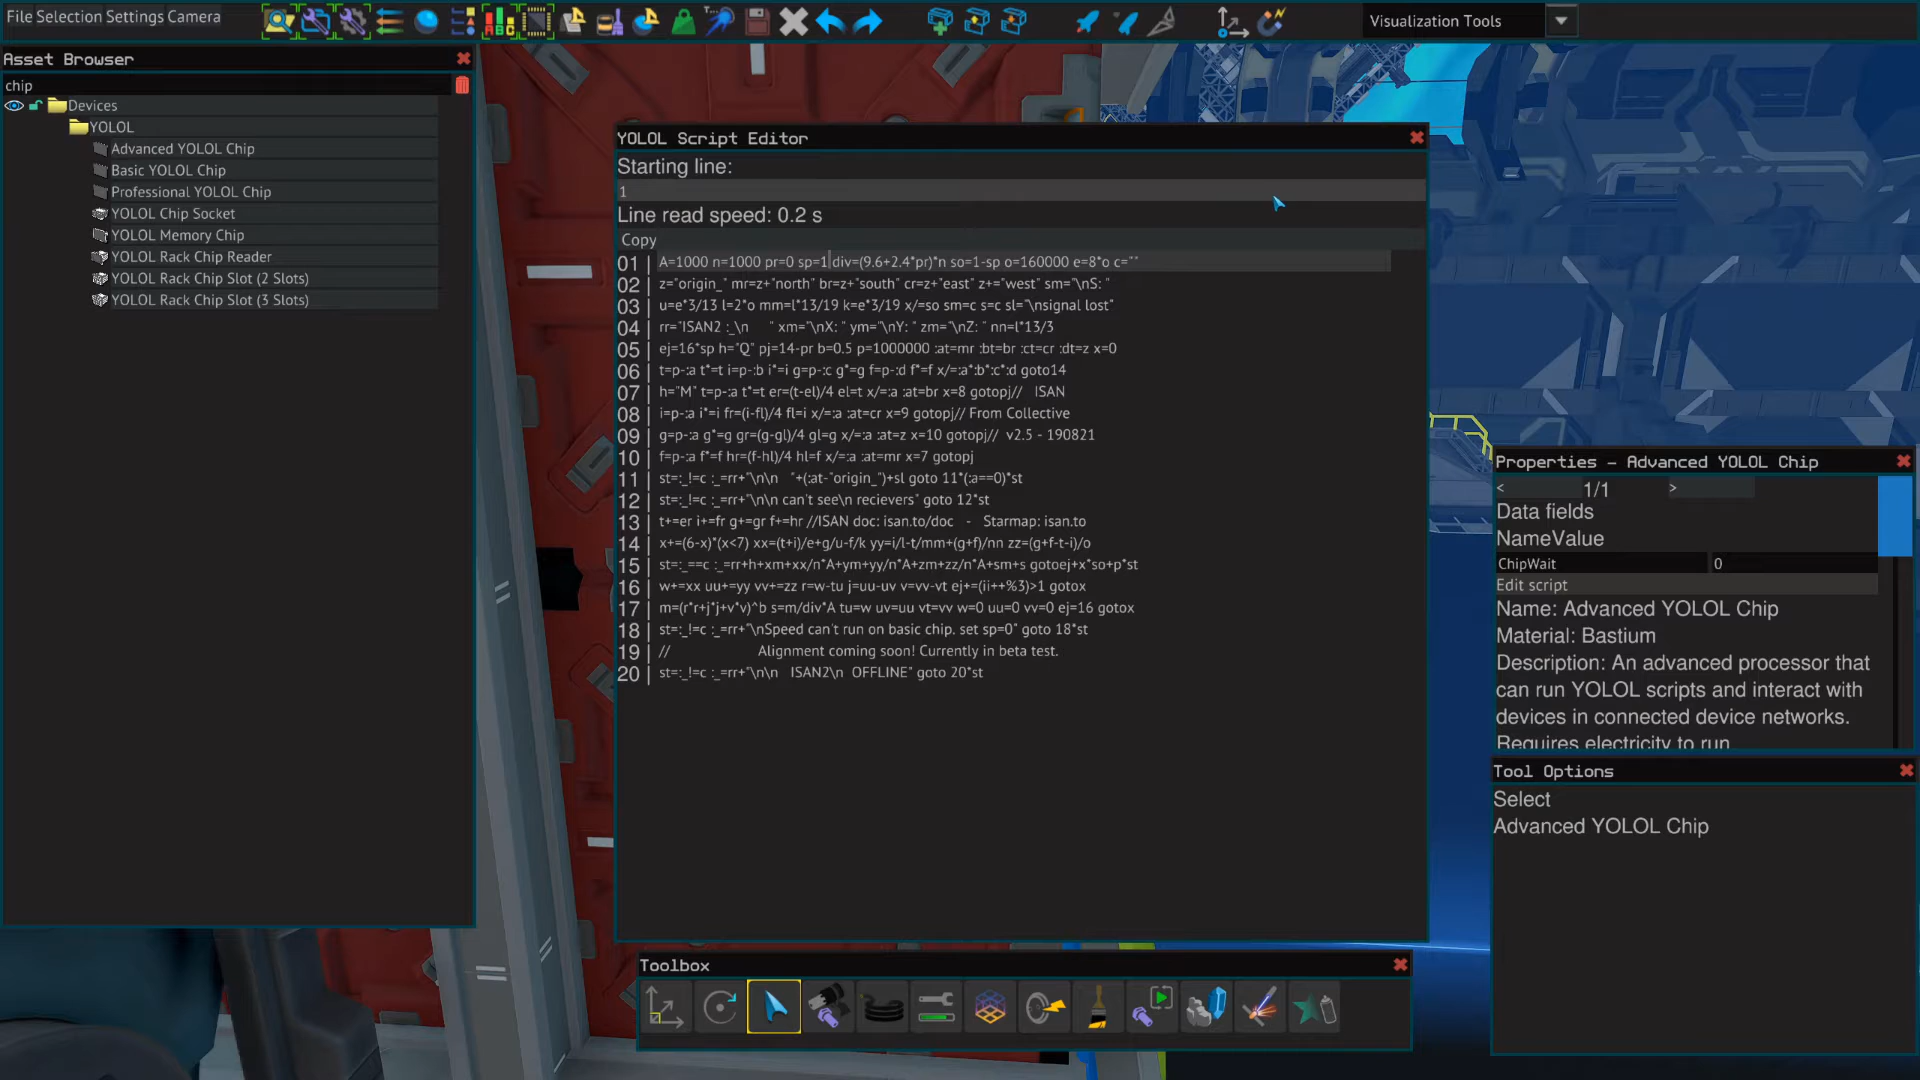 File Selection Settings Camera
Visualization Tools
Asset Browser
chip
Devices
YOLOL
Advanced YOLOL Chip
Basic YOLOL Chip
Professional YOLOL Chip
YOLOL Chip Socket
YOLOL Memory Chip
YOLOL Rack Chip Reader
YOLOL Rack Chip Slot (2 Slots)
YOLOL Rack Chip Slot (3 Slots)
YOLOL Script Editor
Starting line:
1
Line read speed: 0.2 s
Copy
01 A=1000 n=1000 pr=0 sp=1 div=(9.6+2.4*pr)*n so=1-sp o=160000 e=8*o c=""
02 z="origin_" mr=z+"north" br=z+"south" cr=z+"east" z+="west" sm="\nS: "
03 u=e*3/13 l=2*o mm=l*13/19 k=e*3/19 x/=so sm=c s=c sl="\nsignal lost"
04 rr="ISAN2 :_\n      " xm="\nX: " ym="\nY: " zm="\nZ: " nn=l*13/3
05 ej=16*sp h="Q" pj=14-pr b=0.5 p=1000000 :at=mr :bt=br :ct=cr :dt=z x=0
06 t=p-:a t*=t i=p-:b i*=i g=p-:c g*=g f=p-:d f*=f x/=:a*:b*:c*:d goto14
07 h="M" t=p-:a t*=t er=(t-el)/4 el=t x/=:a :at=br x=8 gotopj//   ISAN
08 i=p-:a i*=i fr=(i-fl)/4 fl=i x/=:a :at=cr x=9 gotopj// From Collective
09 g=p-:a g*=g gr=(g-gl)/4 gl=g x/=:a :at=z x=10 gotopj//  v2.5 - 190821
10 f=p-:a f*=f hr=(f-hl)/4 hl=f x/=:a :at=mr x=7 gotopj
11 st=:_!=c :_=rr+"\n\n   "+(:at-"origin_")+sl goto 11*(:a==0)*st
12 st=:_!=c :_=rr+"\n\n can't see\n recievers" goto 12*st
13 t+=er i+=fr g+=gr f+=hr //ISAN doc: isan.to/doc   -   Starmap: isan.to
14 x+=(6-x)*(x<7) xx=(t+i)/e+g/u-f/k yy=i/l-t/mm+(g+f)/nn zz=(g+f-t-i)/o
15 st=:_==c :_=rr+h+xm+xx/n*A+ym+yy/n*A+zm+zz/n*A+sm+s gotoej+x*so+p*st
16 w+=xx uu+=yy vv+=zz r=w-tu j=uu-uv v=vv-vt ej+=(ii++%3)>1 gotox
17 m=(r*r+j*j+v*v)^b s=m/div*A tu=w uv=uu vt=vv w=0 uu=0 vv=0 ej=16 gotox
18 st=:_!=c :_=rr+"\nSpeed can't run on basic chip. set sp=0" goto 18*st
19 //                   Alignment coming soon! Currently in beta test.
20 st=:_!=c :_=rr+"\n\n   ISAN2\n  OFFLINE" goto 20*st
Properties - Advanced YOLOL Chip
< 1/1 >
Data fields
NameValue
ChipWait 0
Edit script
Name: Advanced YOLOL Chip
Material: Bastium
Description: An advanced processor that
can run YOLOL scripts and interact with
devices in connected device networks.
Requires electricity to run
Tool Options
Select
Advanced YOLOL Chip
Toolbox